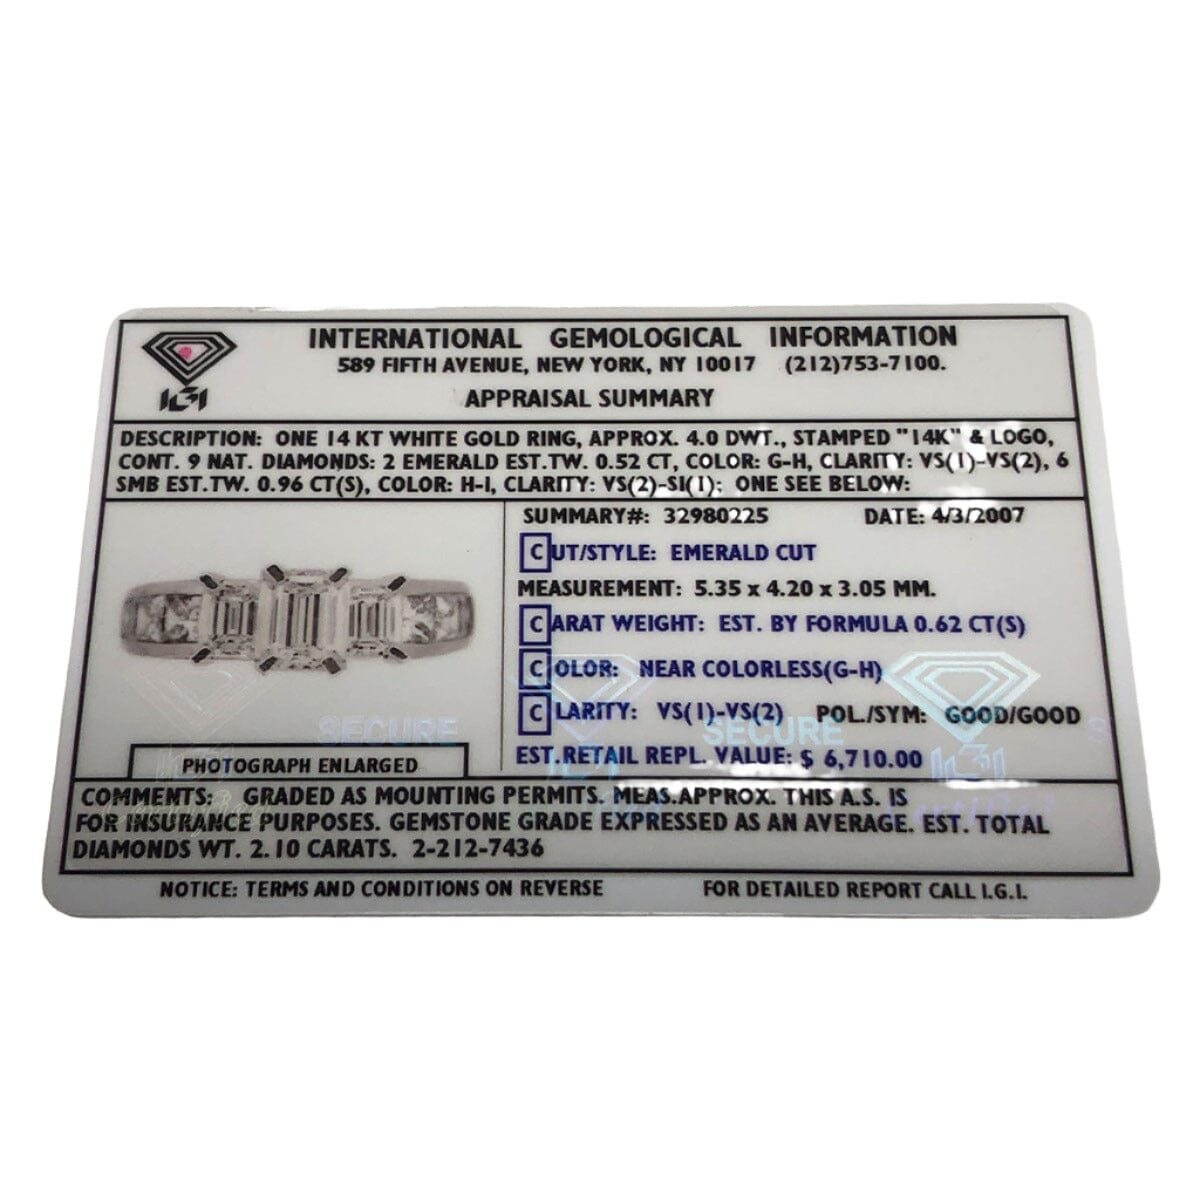 INTERNATIONAL GEMOLOGICAL INFORMATION
589 FIFTH AVENUE, NEW YORK, NY 10017 (212)753-7100.
APPRAISAL SUMMARY
IGI
DESCRIPTION: ONE 14 KT WHITE GOLD RING, APPROX. 4.0 DWT., STAMPED "14K" & LOGO,
CONT. 9 NAT. DIAMONDS: 2 EMERALD EST.TW. 0.52 CT, COLOR: G-H, CLARITY: VS(1)-VS(2), 6
SMB EST.TW. 0.96 CT(S), COLOR: H-I, CLARITY: VS(2)-SI(1); ONE SEE BELOW:
SUMMARY#: 32980225 DATE: 4/3/2007
CUT/STYLE: EMERALD CUT
MEASUREMENT: 5.35 x 4.20 x 3.05 MM.
CARAT WEIGHT: EST. BY FORMULA 0.62 CT(S)
COLOR: NEAR COLORLESS(G-H)
CLARITY: VS(1)-VS(2) POL./SYM: GOOD/GOOD
SECURE SECURE
EST.RETAIL REPL. VALUE: $ 6,710.00
IGI IGI
PHOTOGRAPH ENLARGED
COMMENTS: GRADED AS MOUNTING PERMITS. MEAS.APPROX. THIS A.S. IS
FOR INSURANCE PURPOSES. GEMSTONE GRADE EXPRESSED AS AN AVERAGE. EST. TOTAL
DIAMONDS WT. 2.10 CARATS. 2-212-7436
NOTICE: TERMS AND CONDITIONS ON REVERSE FOR DETAILED REPORT CALL I.G.I.